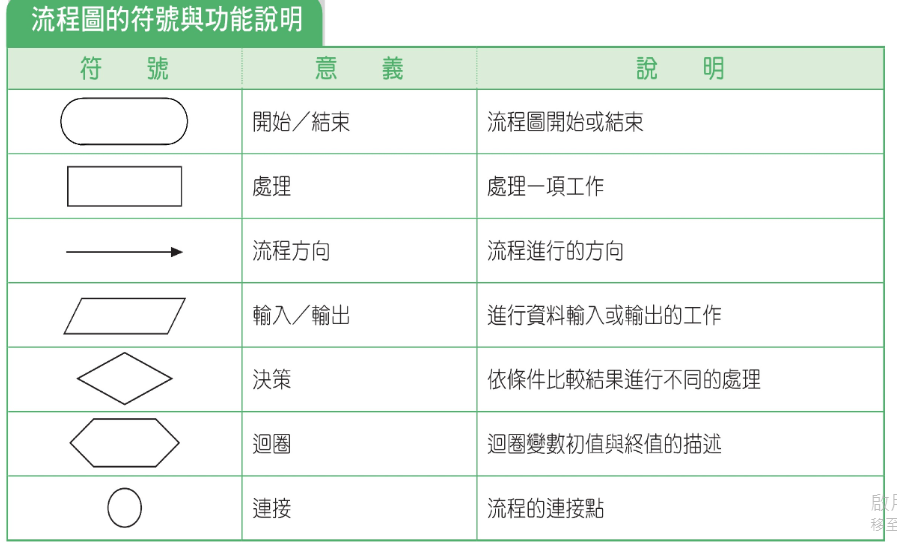 流程圖的符號與功能說明
符 號 意 義 說 明
開始／結束 流程圖開始或結束
處理 處理一項工作
流程方向 流程進行的方向
輸入／輸出 進行資料輸入或輸出的工作
決策 依條件比較結果進行不同的處理
迴圈 迴圈變數初值與終值的描述
連接 流程的連接點
啟用
移至